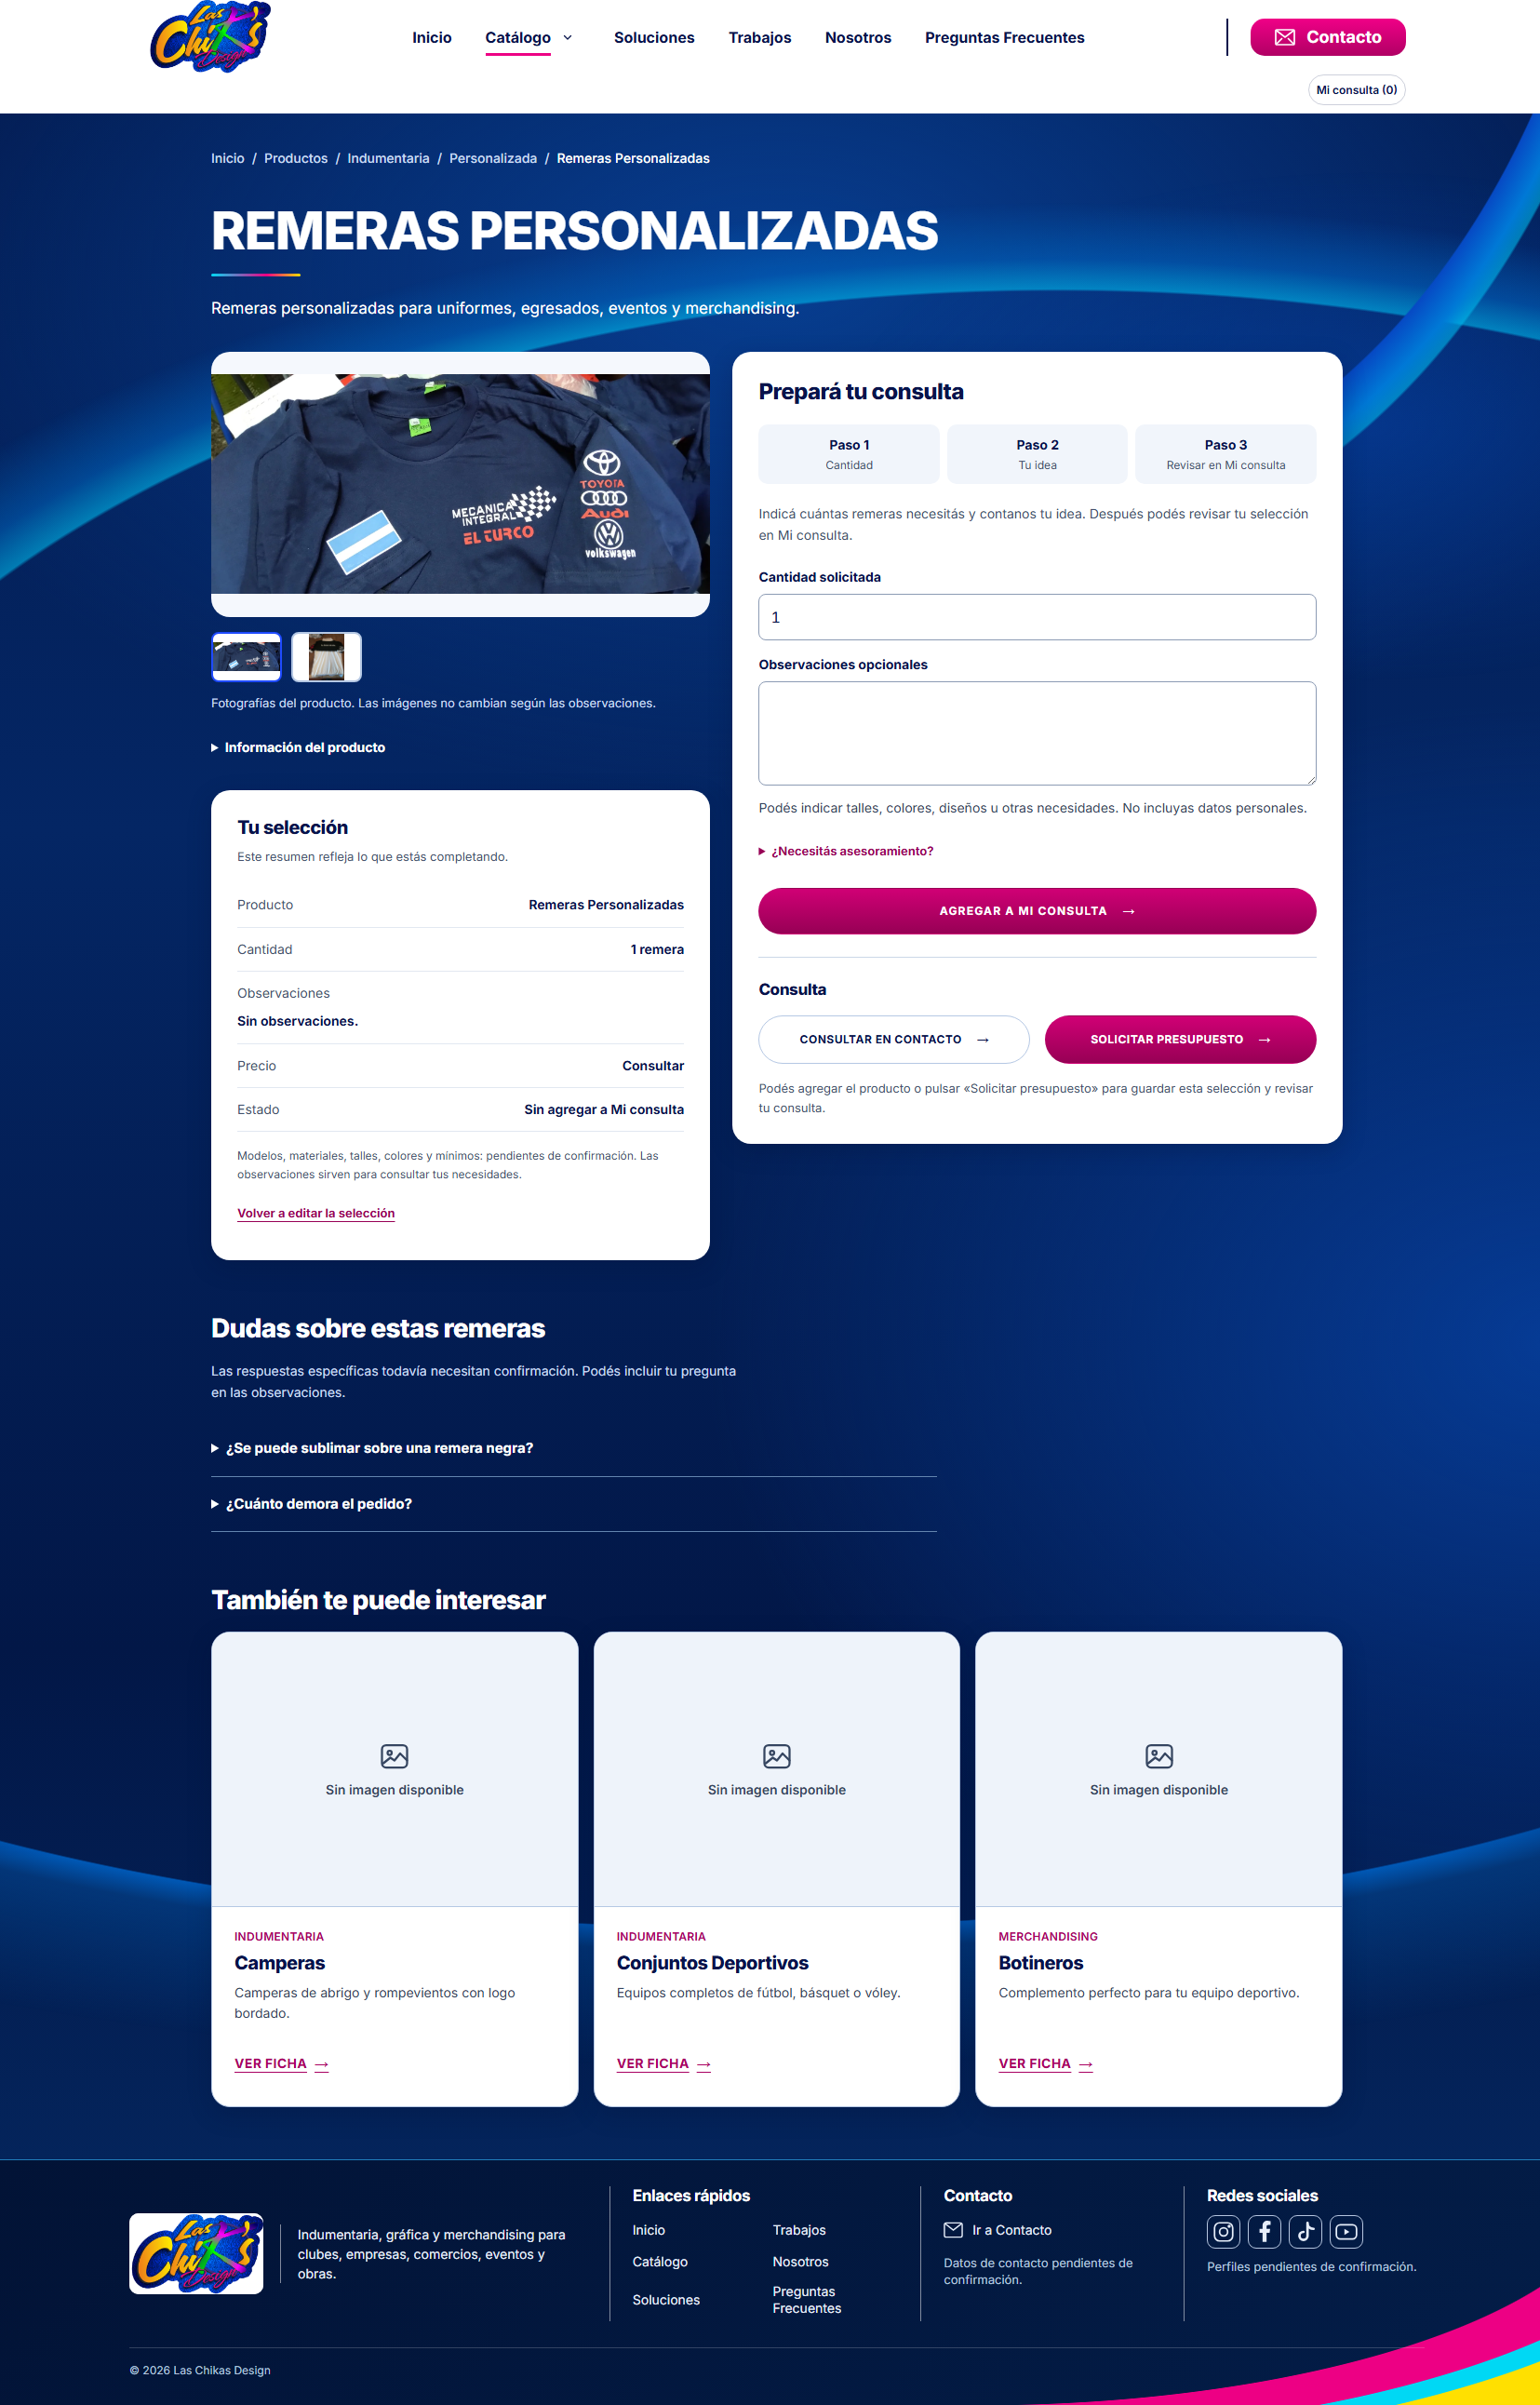 Las
Chik's
Design
Inicio
Catálogo
Soluciones
Trabajos
Nosotros
Preguntas Frecuentes
Contacto
Mi consulta (0)
Inicio / Productos / Indumentaria / Personalizada / Remeras Personalizadas
REMERAS PERSONALIZADAS
Remeras personalizadas para uniformes, egresados, eventos y merchandising.
MECANICA
INTEGRAL
EL TURCO
TOYOTA
Audi
volkswagen
Fotografías del producto. Las imágenes no cambian según las observaciones.
Información del producto
Tu selección
Este resumen refleja lo que estás completando.
Producto Remeras Personalizadas
Cantidad 1 remera
Observaciones
Sin observaciones.
Precio Consultar
Estado Sin agregar a Mi consulta
Modelos, materiales, talles, colores y mínimos: pendientes de confirmación. Las
observaciones sirven para consultar tus necesidades.
Volver a editar la selección
Prepará tu consulta
Paso 1
Cantidad
Paso 2
Tu idea
Paso 3
Revisar en Mi consulta
Indicá cuántas remeras necesitás y contanos tu idea. Después podés revisar tu selección
en Mi consulta.
Cantidad solicitada
1
Observaciones opcionales
Podés indicar talles, colores, diseños u otras necesidades. No incluyas datos personales.
¿Necesitás asesoramiento?
AGREGAR A MI CONSULTA →
Consulta
CONSULTAR EN CONTACTO →
SOLICITAR PRESUPUESTO →
Podés agregar el producto o pulsar «Solicitar presupuesto» para guardar esta selección y revisar
tu consulta.
Dudas sobre estas remeras
Las respuestas específicas todavía necesitan confirmación. Podés incluir tu pregunta
en las observaciones.
¿Se puede sublimar sobre una remera negra?
¿Cuánto demora el pedido?
También te puede interesar
Sin imagen disponible
INDUMENTARIA
Camperas
Camperas de abrigo y rompevientos con logo
bordado.
VER FICHA →
Sin imagen disponible
INDUMENTARIA
Conjuntos Deportivos
Equipos completos de fútbol, básquet o vóley.
VER FICHA →
Sin imagen disponible
MERCHANDISING
Botineros
Complemento perfecto para tu equipo deportivo.
VER FICHA →
Las
Chik's
Design
Indumentaria, gráfica y merchandising para
clubes, empresas, comercios, eventos y
obras.
Enlaces rápidos
Inicio
Trabajos
Catálogo
Nosotros
Soluciones
Preguntas
Frecuentes
Contacto
Ir a Contacto
Datos de contacto pendientes de
confirmación.
Redes sociales
Perfiles pendientes de confirmación.
© 2026 Las Chikas Design